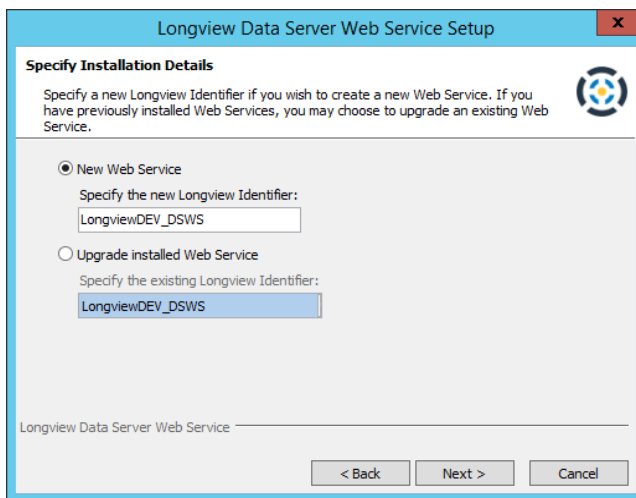 Longview Data Server Web Service Setup
x
Specify Installation Details
Specify a new Longview Identifier if you wish to create a new Web Service. If you
have previously installed Web Services, you may choose to upgrade an existing Web
Service.
New Web Service
Specify the new Longview Identifier:
LongviewDEV_DSWS
Upgrade installed Web Service
Specify the existing Longview Identifier:
LongviewDEV_DSWS
Longview Data Server Web Service
< Back
Next >
Cancel